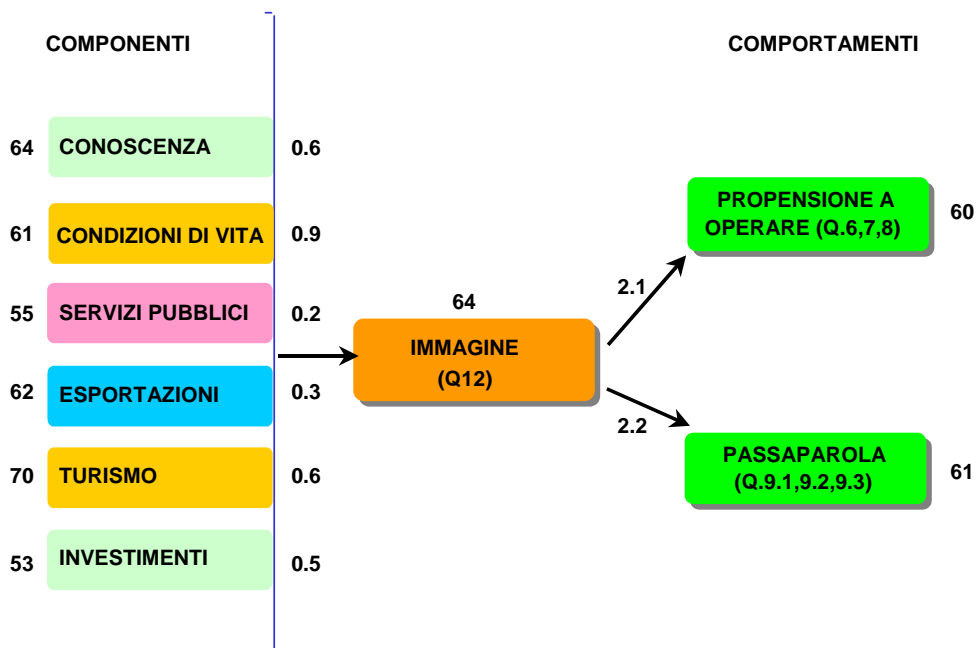 COMPONENTI
COMPORTAMENTI
64 CONOSCENZA 0.6
61 CONDIZIONI DI VITA 0.9
55 SERVIZI PUBBLICI 0.2
62 ESPORTAZIONI 0.3
70 TURISMO 0.6
53 INVESTIMENTI 0.5
64
IMMAGINE
(Q12)
2.1
2.2
PROPENSIONE A
OPERARE (Q.6,7,8)
60
PASSAPAROLA
(Q.9.1,9.2,9.3)
61